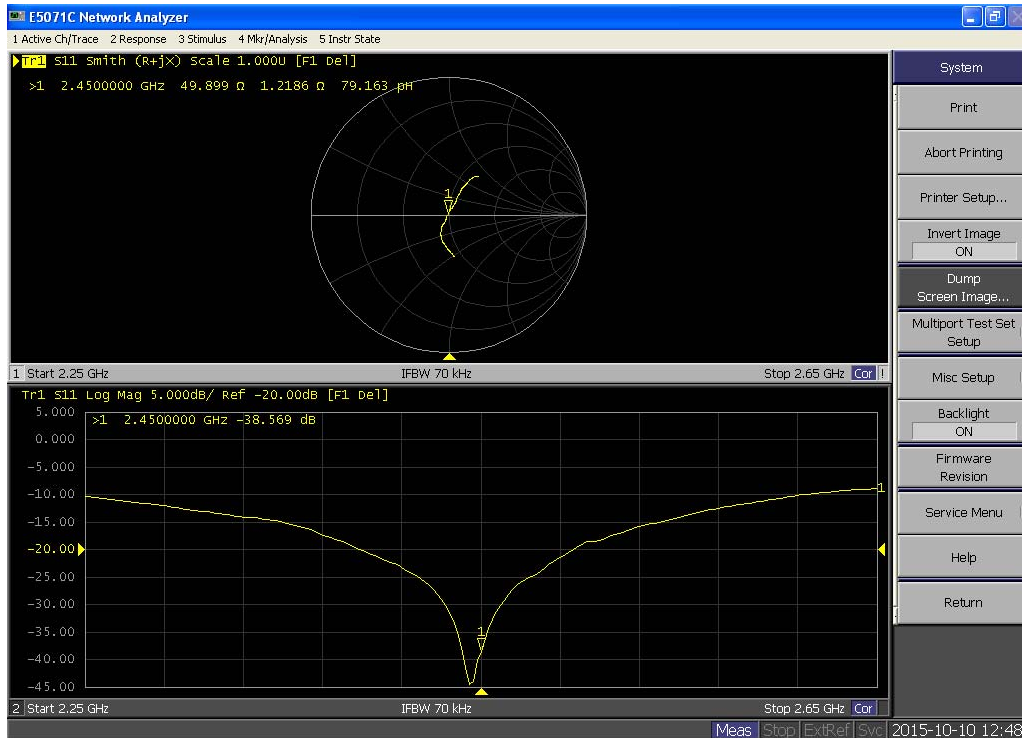 E5071C Network Analyzer
1 Active Ch/Trace 2 Response 3 Stimulus 4 Mkr/Analysis 5 Instr State
Tr1 S11 Smith (R+jX) Scale 1.000U [F1 Del]
>1 2.4500000 GHz 49.899 Ω 1.2186 Ω 79.163 pH
1
1 Start 2.25 GHz IFBW 70 kHz Stop 2.65 GHz Cor !
Tr1 S11 Log Mag 5.000dB/ Ref -20.00dB [F1 Del]
5.000
>1 2.4500000 GHz -38.569 dB
0.000
-5.000
-10.00
1
-15.00
-20.00
-25.00
-30.00
-35.00
1
-40.00
-45.00
2 Start 2.25 GHz IFBW 70 kHz Stop 2.65 GHz Cor
System
Print
Abort Printing
Printer Setup...
Invert Image
ON
Dump
Screen Image...
Multiport Test Set
Setup
Misc Setup
Backlight
ON
Firmware
Revision
Service Menu
Help
Return
Meas Stop ExtRef Svc 2015-10-10 12:48